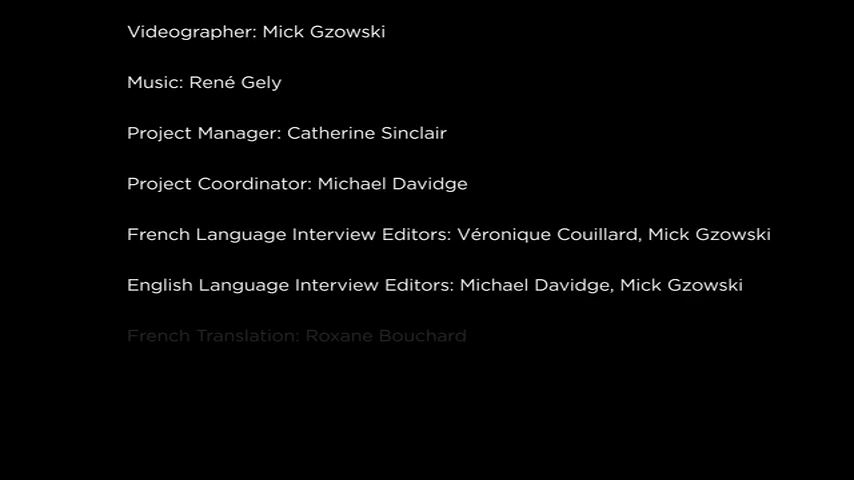 Videographer: Mick Gzowski
Music: René Gely
Project Manager: Catherine Sinclair
Project Coordinator: Michael Davidge
French Language Interview Editors: Véronique Couillard, Mick Gzowski
English Language Interview Editors: Michael Davidge, Mick Gzowski
French Translation: Roxane Bouchard